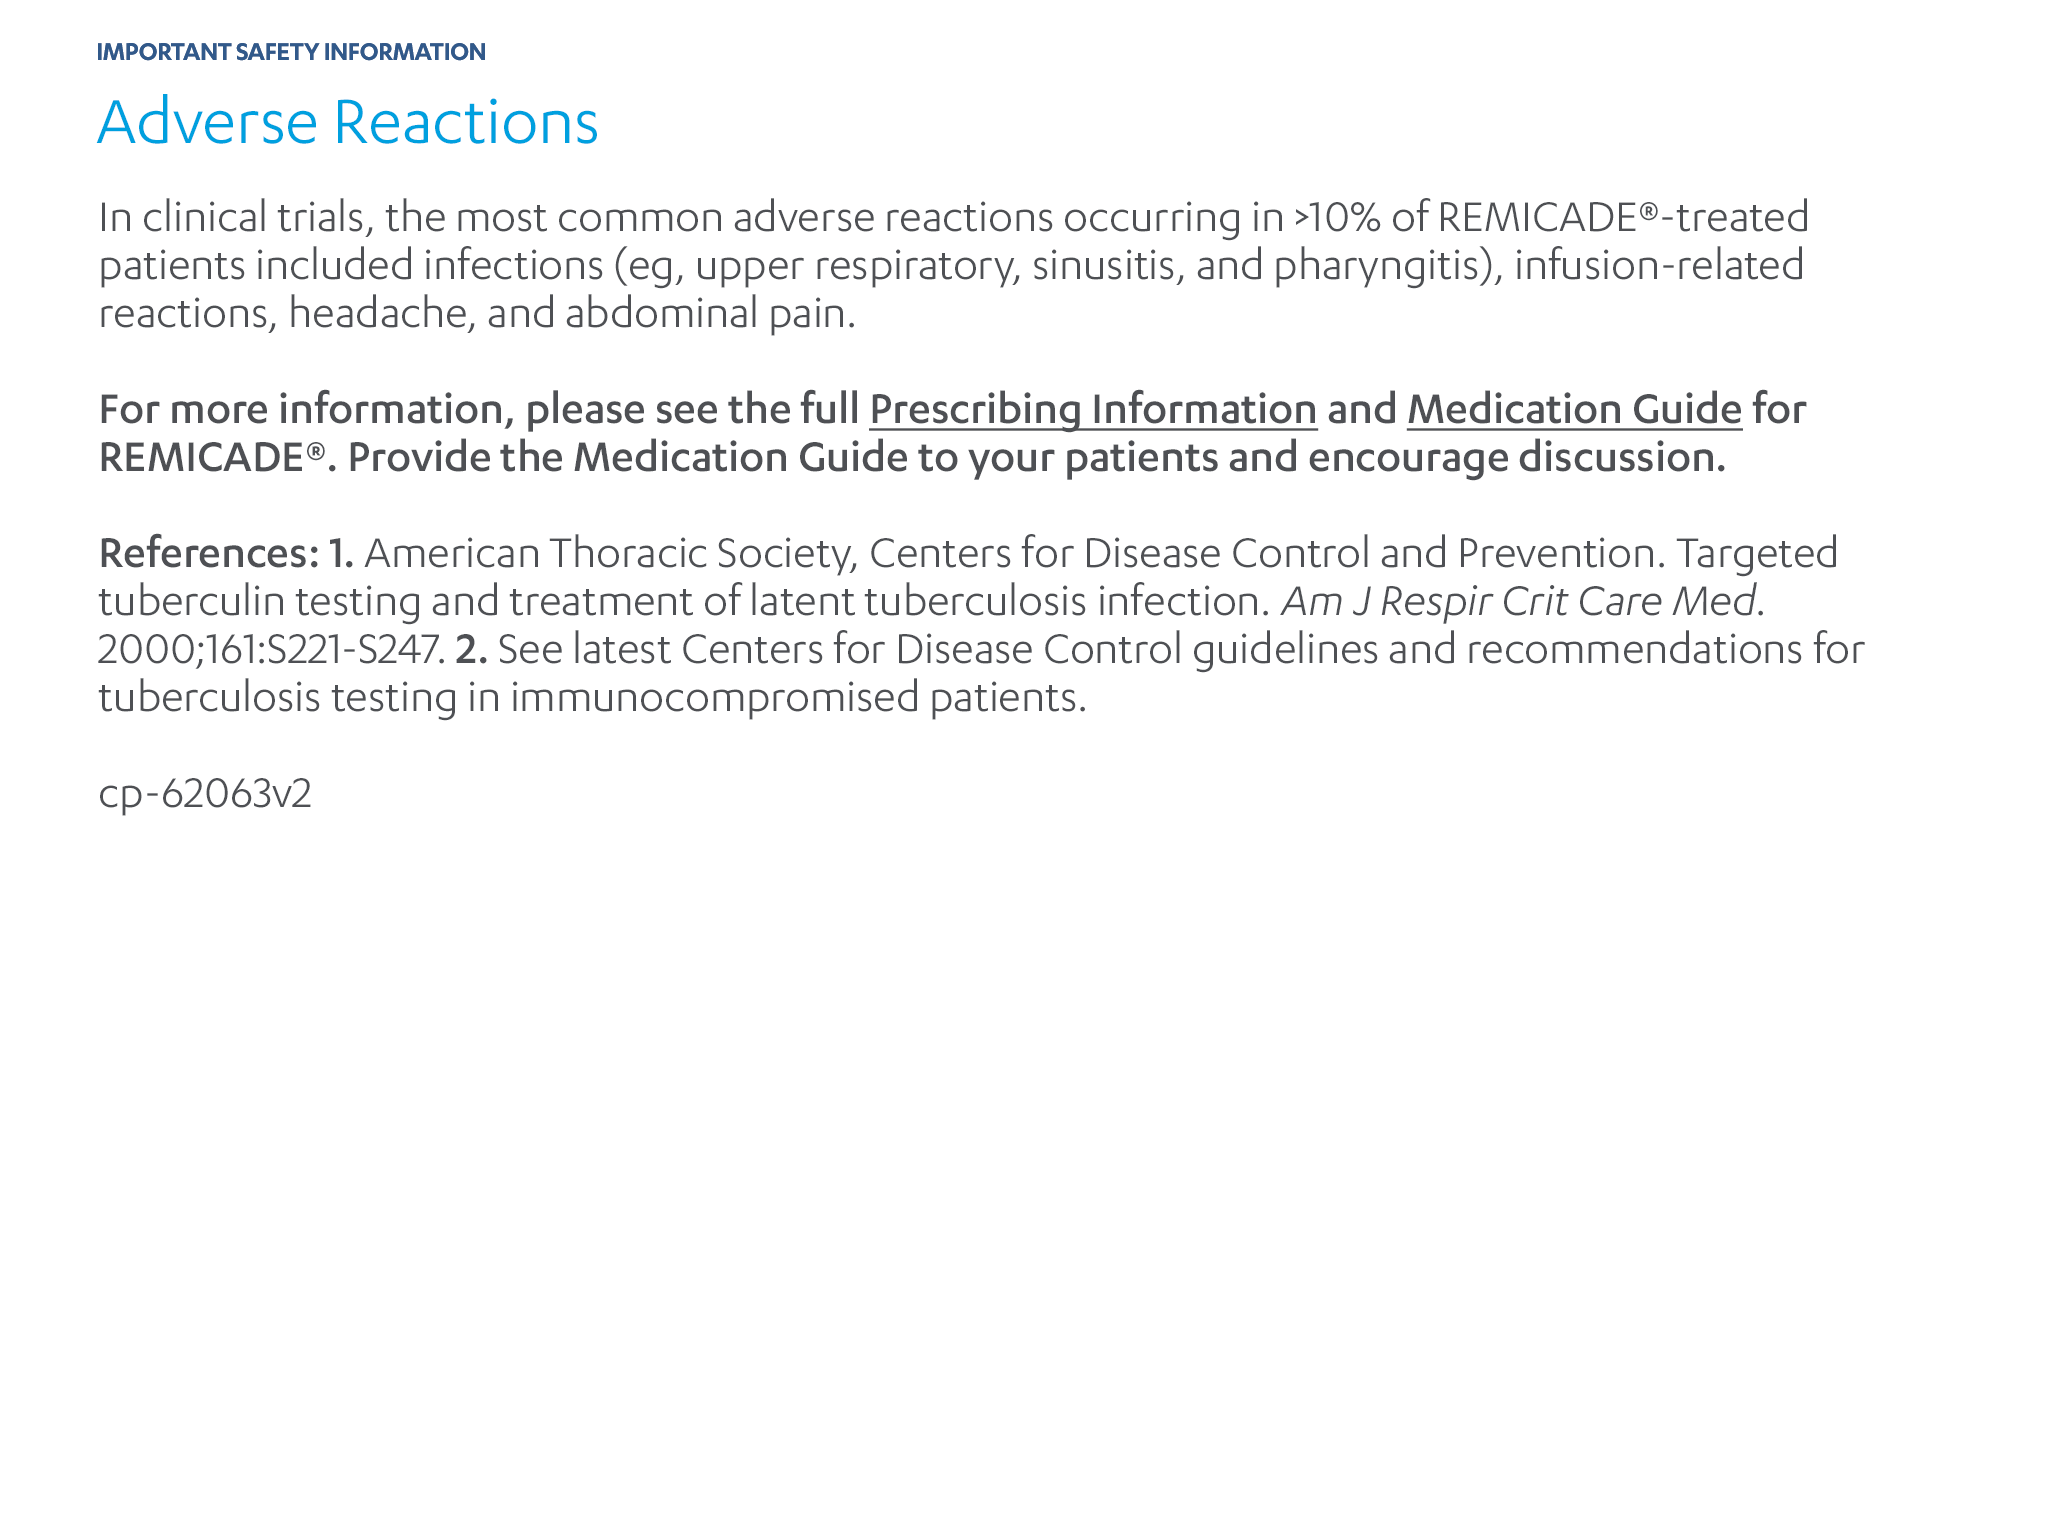 IMPORTANT SAFETY INFORMATION
Adverse Reactions
In clinical trials, the most common adverse reactions occurring in >10% of REMICADE®-treated
patients included infections (eg, upper respiratory, sinusitis, and pharyngitis), infusion-related
reactions, headache, and abdominal pain.
For more information, please see the full Prescribing Information and Medication Guide for
REMICADE®. Provide the Medication Guide to your patients and encourage discussion.
References: 1. American Thoracic Society, Centers for Disease Control and Prevention. Targeted
tuberculin testing and treatment of latent tuberculosis infection. Am J Respir Crit Care Med.
2000;161:S221-S247. 2. See latest Centers for Disease Control guidelines and recommendations for
tuberculosis testing in immunocompromised patients.
cp-62063v2